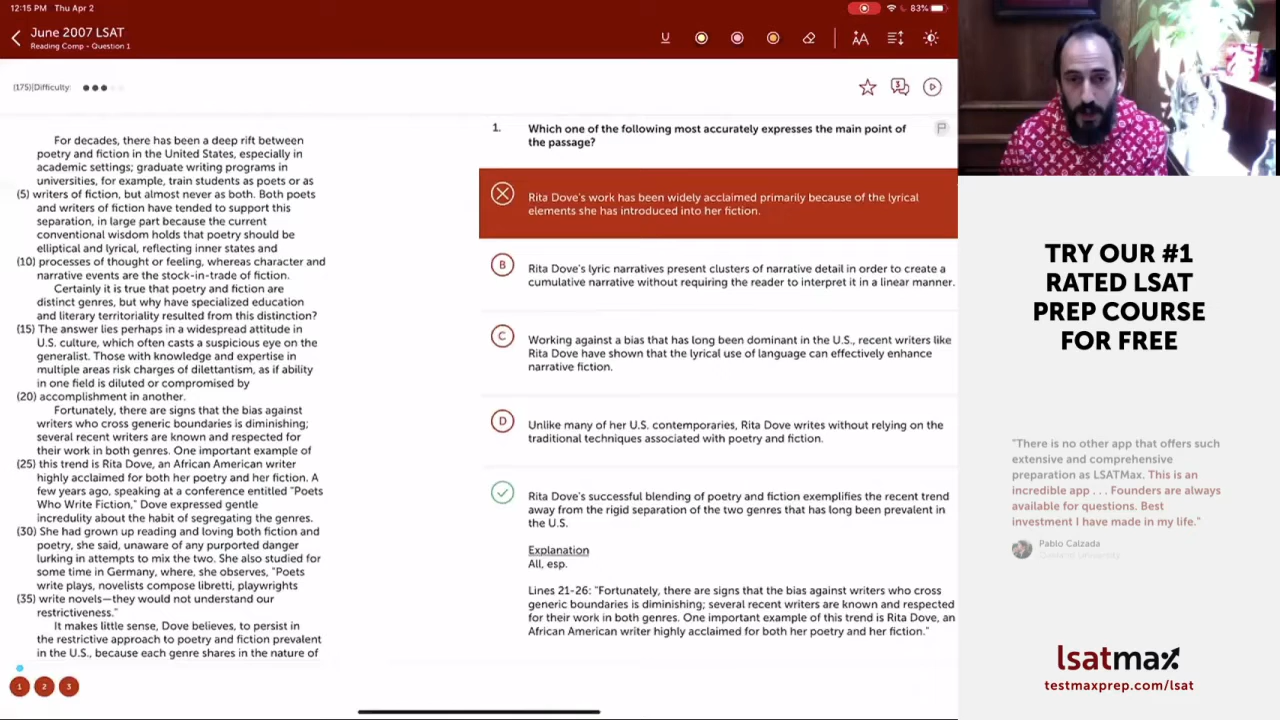 12:15 PM Thu Apr 2
83%
June 2007 LSAT
Reading Comp - Question 1
(175)|Difficulty:
For decades, there has been a deep rift between
poetry and fiction in the United States, especially in
academic settings; graduate writing programs in
universities, for example, train students as poets or as
(5) writers of fiction, but almost never as both. Both poets
and writers of fiction have tended to support this
separation, in large part because the current
conventional wisdom holds that poetry should be
elliptical and lyrical, reflecting inner states and
(10) processes of thought or feeling, whereas character and
narrative events are the stock-in-trade of fiction.
Certainly it is true that poetry and fiction are
distinct genres, but why have specialized education
and literary territoriality resulted from this distinction?
(15) The answer lies perhaps in a widespread attitude in
U.S. culture, which often casts a suspicious eye on the
generalist. Those with knowledge and expertise in
multiple areas risk charges of dilettantism, as if ability
in one field is diluted or compromised by
(20) accomplishment in another.
Fortunately, there are signs that the bias against
writers who cross generic boundaries is diminishing;
several recent writers are known and respected for
their work in both genres. One important example of
(25) this trend is Rita Dove, an African American writer
highly acclaimed for both her poetry and her fiction. A
few years ago, speaking at a conference entitled "Poets
Who Write Fiction," Dove expressed gentle
incredulity about the habit of segregating the genres.
(30) She had grown up reading and loving both fiction and
poetry, she said, unaware of any purported danger
lurking in attempts to mix the two. She also studied for
some time in Germany, where, she observes, "Poets
write plays, novelists compose libretti, playwrights
(35) write novels—they would not understand our
restrictiveness."
It makes little sense, Dove believes, to persist in
the restrictive approach to poetry and fiction prevalent
in the U.S., because each genre shares in the nature of
1 2 3
1. Which one of the following most accurately expresses the main point of
the passage?
Rita Dove's work has been widely acclaimed primarily because of the lyrical
elements she has introduced into her fiction.
B Rita Dove's lyric narratives present clusters of narrative detail in order to create a
cumulative narrative without requiring the reader to interpret it in a linear manner.
C Working against a bias that has long been dominant in the U.S., recent writers like
Rita Dove have shown that the lyrical use of language can effectively enhance
narrative fiction.
D Unlike many of her U.S. contemporaries, Rita Dove writes without relying on the
traditional techniques associated with poetry and fiction.
Rita Dove's successful blending of poetry and fiction exemplifies the recent trend
away from the rigid separation of the two genres that has long been prevalent in
the U.S.
Explanation
All, esp.
Lines 21-26: "Fortunately, there are signs that the bias against writers who cross
generic boundaries is diminishing; several recent writers are known and respected
for their work in both genres. One important example of this trend is Rita Dove, an
African American writer highly acclaimed for both her poetry and her fiction."
TRY OUR #1
RATED LSAT
PREP COURSE
FOR FREE
"There is no other app that offers such
extensive and comprehensive
preparation as LSATMax. This is an
incredible app . . . Founders are always
available for questions. Best
investment I have made in my life."
Pablo Calzada
University
lsatmax
testmaxprep.com/lsat